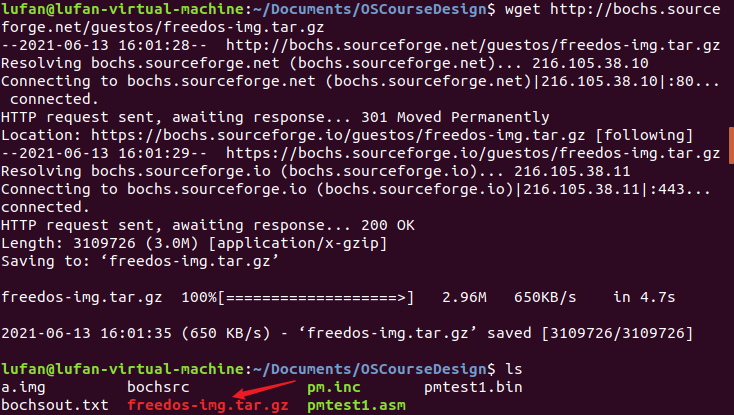 lufan@lufan-virtual-machine:~/Documents/OSCourseDesign$ wget http://bochs.source
forge.net/guestos/freedos-img.tar.gz
--2021-06-13 16:01:28--  http://bochs.sourceforge.net/guestos/freedos-img.tar.gz
Resolving bochs.sourceforge.net (bochs.sourceforge.net)... 216.105.38.10
Connecting to bochs.sourceforge.net (bochs.sourceforge.net)|216.105.38.10|:80...
 connected.
HTTP request sent, awaiting response... 301 Moved Permanently
Location: https://bochs.sourceforge.io/guestos/freedos-img.tar.gz [following]
--2021-06-13 16:01:29--  https://bochs.sourceforge.io/guestos/freedos-img.tar.gz
Resolving bochs.sourceforge.io (bochs.sourceforge.io)... 216.105.38.11
Connecting to bochs.sourceforge.io (bochs.sourceforge.io)|216.105.38.11|:443...
connected.
HTTP request sent, awaiting response... 200 OK
Length: 3109726 (3.0M) [application/x-gzip]
Saving to: ‘freedos-img.tar.gz’
freedos-img.tar.gz  100%[===================>]   2.96M   650KB/s    in 4.7s
2021-06-13 16:01:35 (650 KB/s) - ‘freedos-img.tar.gz’ saved [3109726/3109726]
lufan@lufan-virtual-machine:~/Documents/OSCourseDesign$ ls
a.img         bochsrc             pm.inc       pmtest1.bin
bochsout.txt  freedos-img.tar.gz  pmtest1.asm